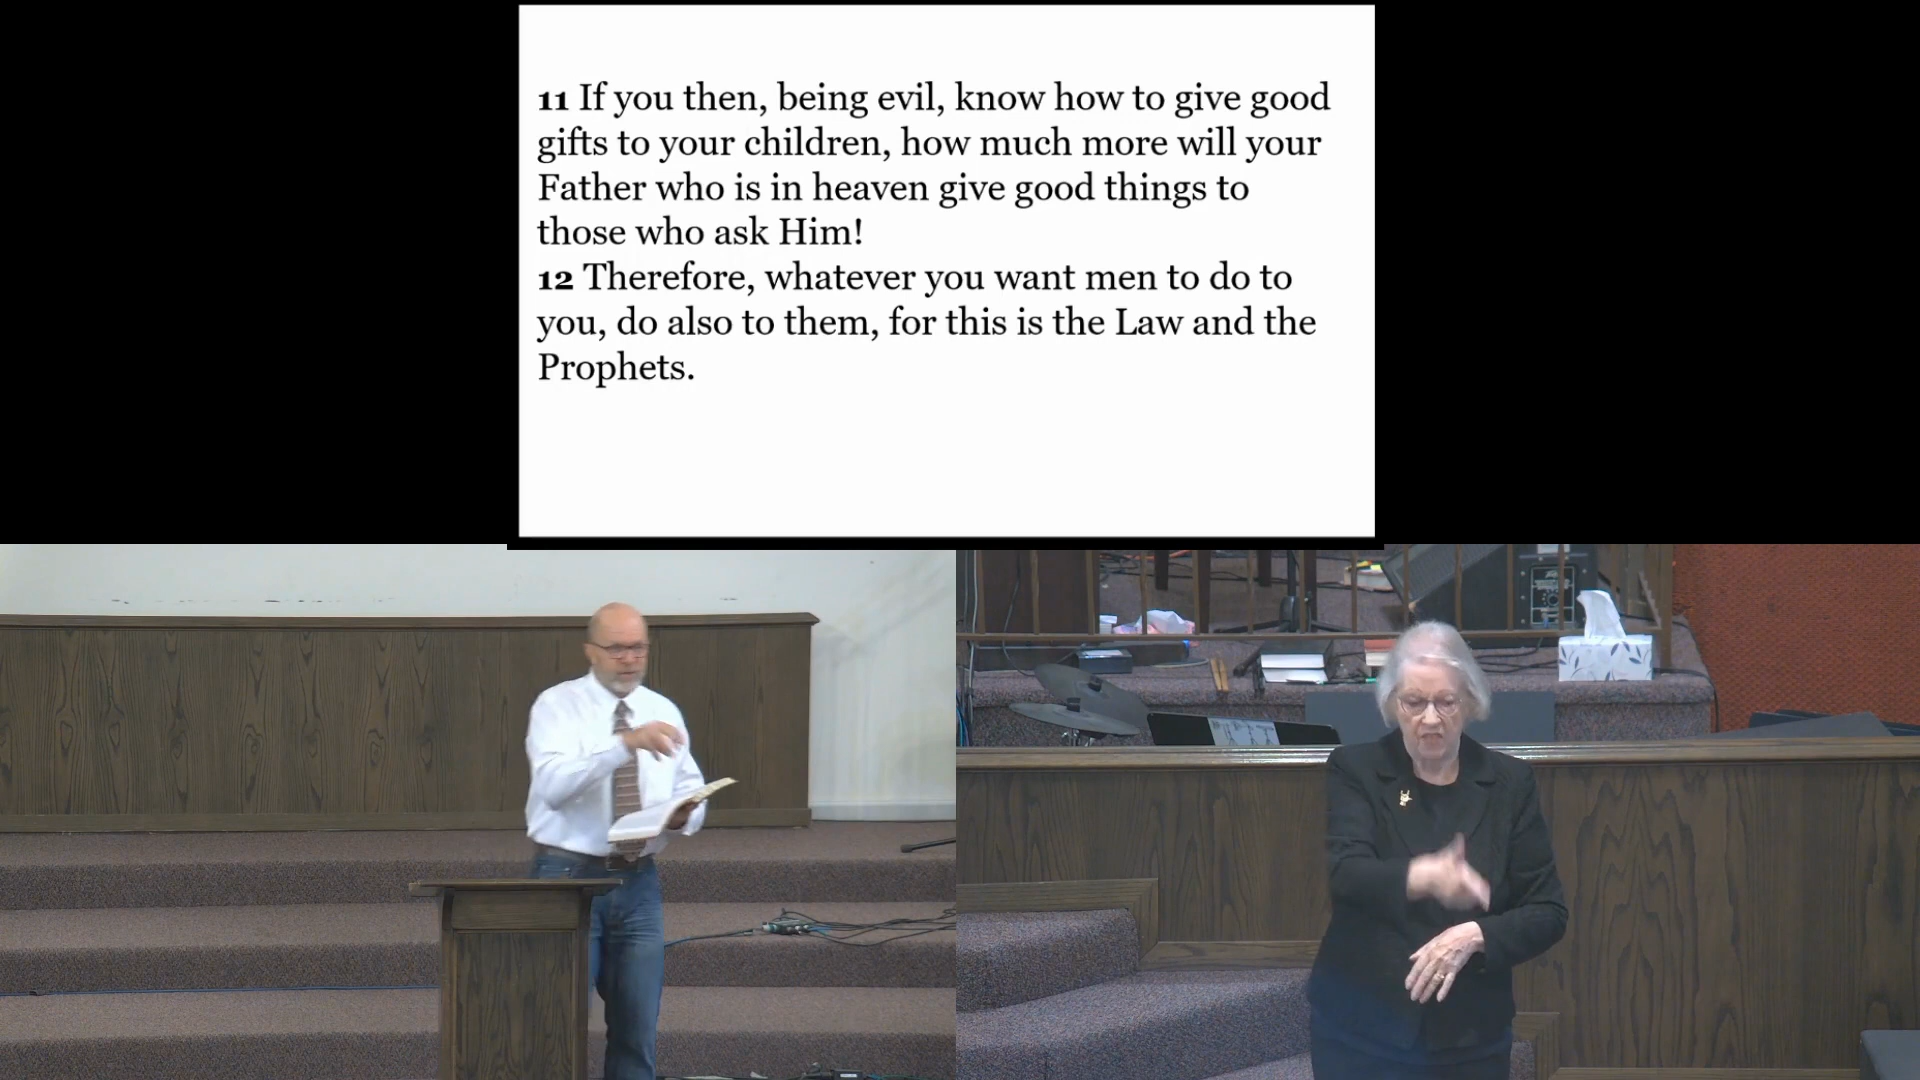 11 If you then, being evil, know how to give good
gifts to your children, how much more will your
Father who is in heaven give good things to
those who ask Him!
12 Therefore, whatever you want men to do to
you, do also to them, for this is the Law and the
Prophets.